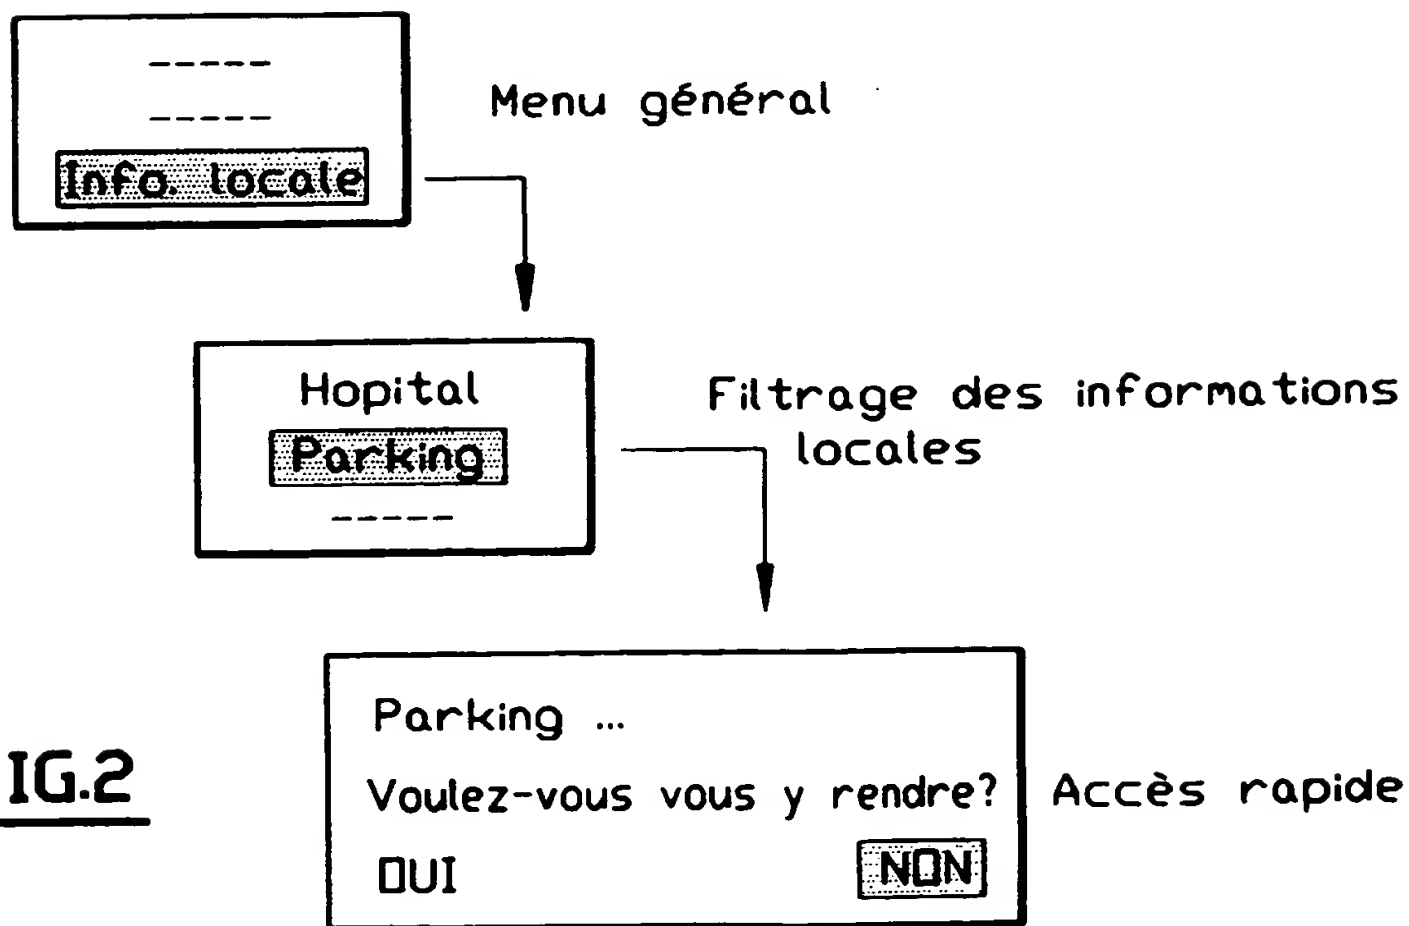 -----
-----
Info. locale
Menu général
Hopital
Parking
-----
Filtrage des informations
locales
Parking ...
Voulez-vous vous y rendre?
OUI NON
Accès rapide
IG.2